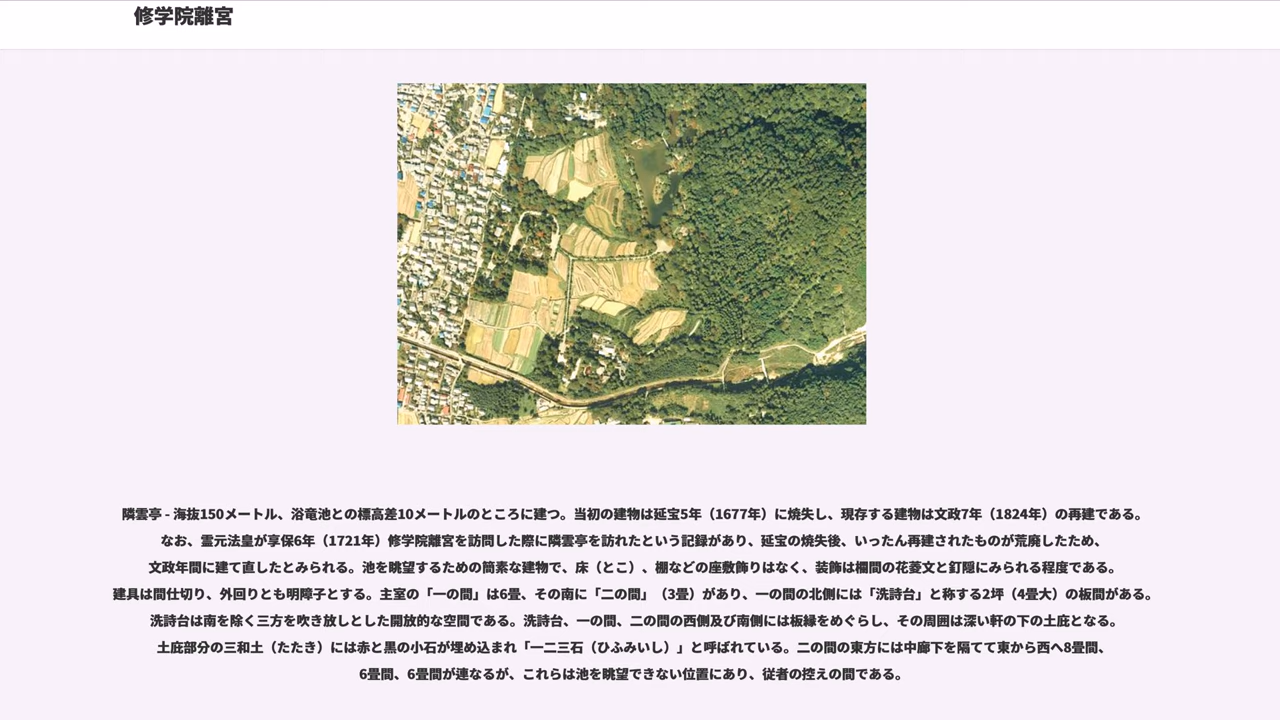 修学院離宮
隣雲亭 - 海抜150メートル、浴竜池との標高差10メートルのところに建つ。当初の建物は延宝5年（1677年）に焼失し、現存する建物は文政7年（1824年）の再建である。
なお、霊元法皇が享保6年（1721年）修学院離宮を訪問した際に隣雲亭を訪れたという記録があり、延宝の焼失後、いったん再建されたものが荒廃したため、
文政年間に建て直したとみられる。池を眺望するための簡素な建物で、床（とこ）、棚などの座敷飾りはなく、装飾は欄間の花菱文と釘隠にみられる程度である。
建具は間仕切り、外回りとも明障子とする。主室の「一の間」は6畳、その南に「二の間」（3畳）があり、一の間の北側には「洗詩台」と称する2坪（4畳大）の板間がある。
洗詩台は南を除く三方を吹き放しとした開放的な空間である。洗詩台、一の間、二の間の西側及び南側には板縁をめぐらし、その周囲は深い軒の下の土庇となる。
土庇部分の三和土（たたき）には赤と黒の小石が埋め込まれ「一二三石（ひふみいし）」と呼ばれている。二の間の東方には中廊下を隔てて東から西へ8畳間、
6畳間、6畳間が連なるが、これらは池を眺望できない位置にあり、従者の控えの間である。